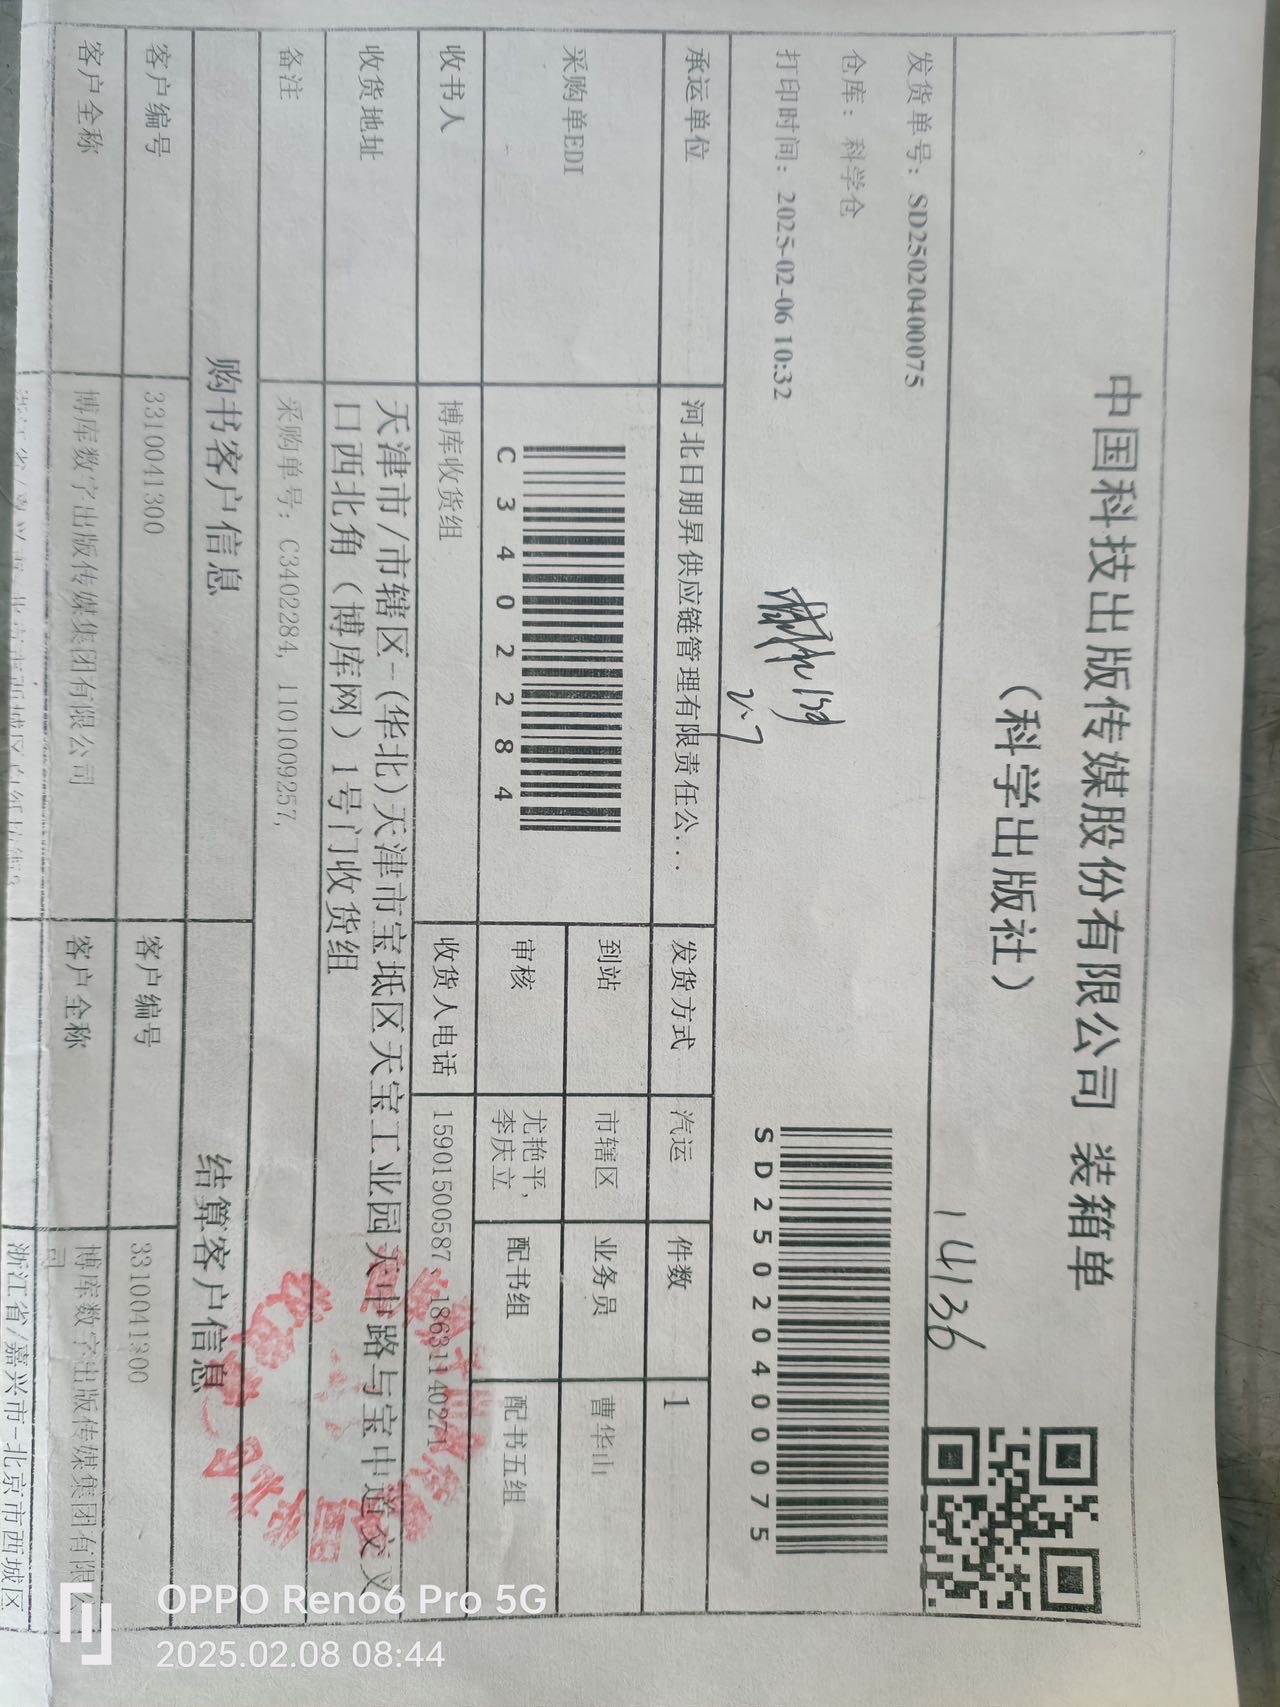 中国科技出版传媒股份有限公司 装箱单
（科学出版社）
14136
发货单号：SD2502040075
仓库：科学仓
打印时间：2025-02-06 10:32
SD2502040075
2.7
承运单位 河北日朋昇供应链管理有限责任公... 发货方式 汽运 件数 1
采购单EDI C3402284 到站 市辖区 业务员 曹华山
审核 尤艳平,李庆立 配书组 配书五组
收书人 博库收货组 收货人电话 15901500587,18631140271
收货地址 天津市/市辖区-(华北)天津市宝坻区天宝工业园天中路与宝中道交叉
口西北角（博库网）1号门收货组
备注 采购单号：C3402284, 1101009257,
购书客户信息 结算客户信息
客户编号 3310041300 客户编号 3310041300
客户全称 博库数字出版传媒集团有限公司 客户全称 博库数字出版传媒集团有限公
司
浙江省/嘉兴市-北京市西城区
OPPO Reno6 Pro 5G
2025.02.08 08:44